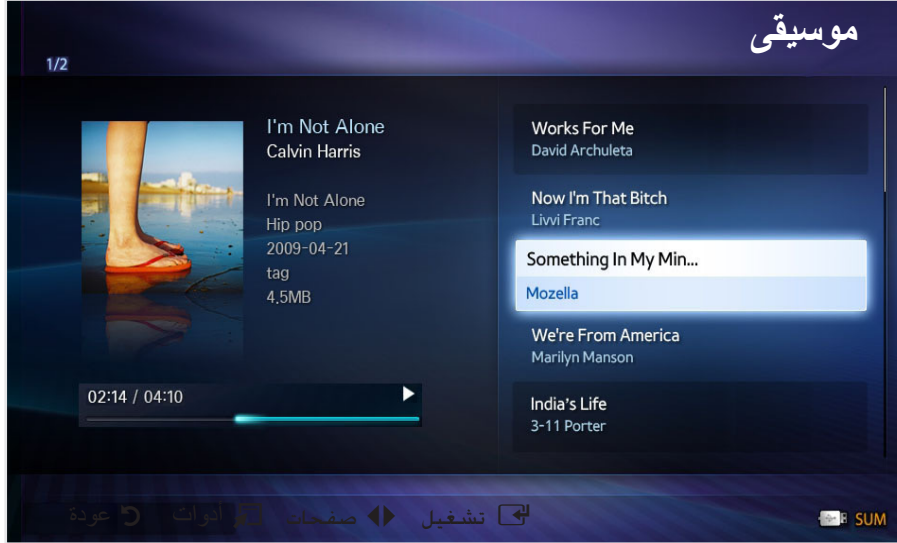 موسيقى
1/2
I'm Not Alone
Calvin Harris
I'm Not Alone
Hip pop
2009-04-21
tag
4.5MB
02:14 / 04:10
Works For Me
David Archuleta
Now I'm That Bitch
Livvi Franc
Something In My Min...
Mozella
We're From America
Marilyn Manson
India's Life
3-11 Porter
تشغيل صفحات أدوات عودة
SUM